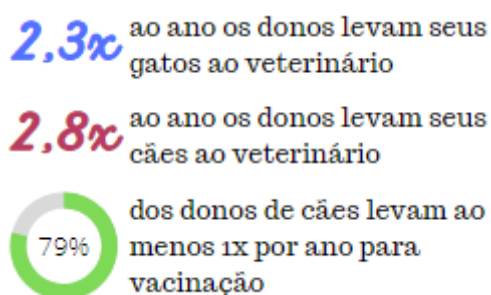 2,3x ao ano os donos levam seus
gatos ao veterinário
2,8x ao ano os donos levam seus
cães ao veterinário
79% dos donos de cães levam ao
menos 1x por ano para
vacinação